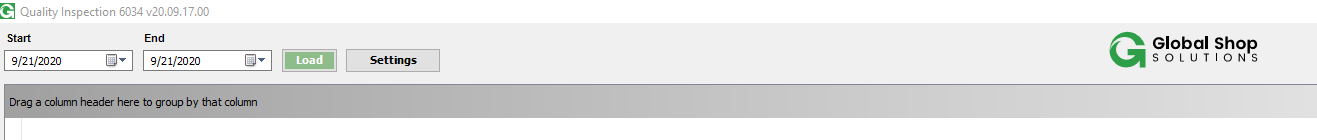 Quality Inspection 6034 v20.09.17.00
Start End
9/21/2020 9/21/2020 Load Settings
Global Shop
SOLUTIONS
Drag a column header here to group by that column